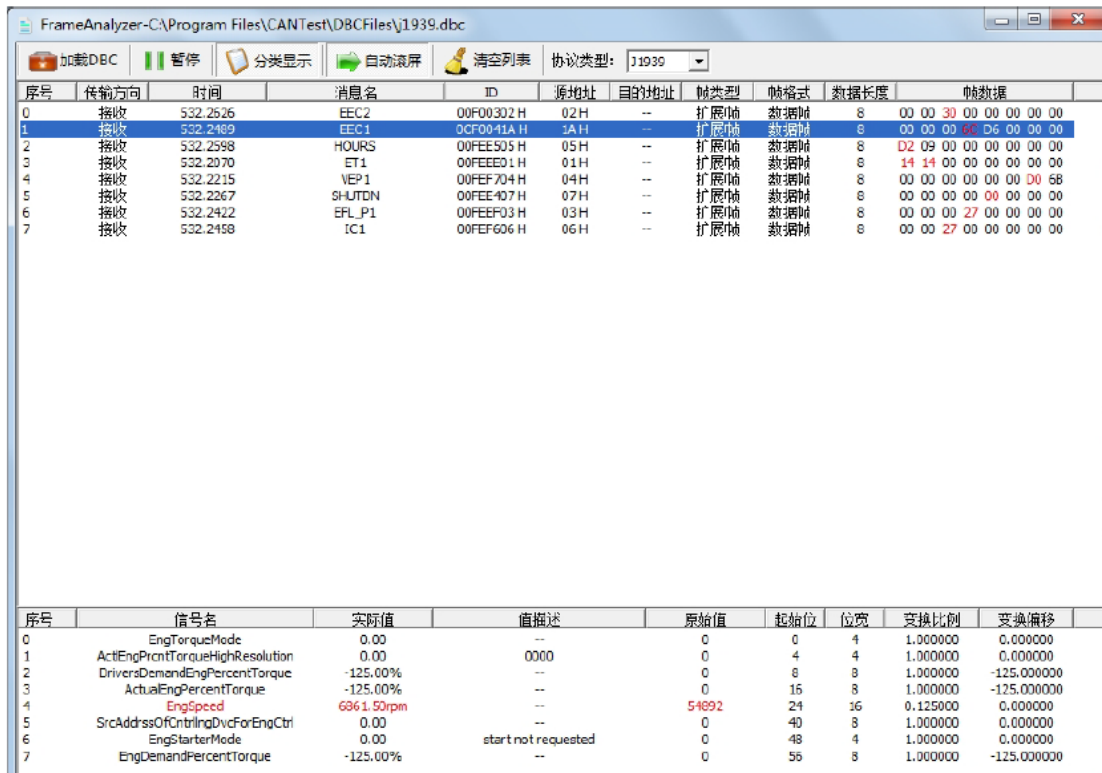 FrameAnalyzer-C:\Program Files\CANTest\DBCFiles\j1939.dbc
加载DBC 暂停 分类显示 自动滚屏 清空列表 协议类型: J1939
序号 传输方向 时间 消息名 ID 源地址 目的地址 帧类型 帧格式 数据长度 帧数据
0 接收 532.2526 EEC2 00F00302 H 02 H -- 扩展帧 数据帧 8 00 00 30 00 00 00 00 00
1 接收 532.2489 EEC1 0CF0041A H 1A H -- 扩展帧 数据帧 8 00 00 00 6C D6 00 00 00
2 接收 532.2598 HOURS 00FEE505 H 05 H -- 扩展帧 数据帧 8 D2 09 00 00 00 00 00 00
3 接收 532.2070 ET1 00FEEE01 H 01 H -- 扩展帧 数据帧 8 14 14 00 00 00 00 00 00
4 接收 532.2215 VEP1 00FEF704 H 04 H -- 扩展帧 数据帧 8 00 00 00 00 00 00 D0 6B
5 接收 532.2267 SHUTDN 00FEE407 H 07 H -- 扩展帧 数据帧 8 00 00 00 00 00 00 00 00
6 接收 532.2422 EFL_P1 00FEEF03 H 03 H -- 扩展帧 数据帧 8 00 00 00 27 00 00 00 00
7 接收 532.2458 IC1 00FEF606 H 06 H -- 扩展帧 数据帧 8 00 00 27 00 00 00 00 00
序号 信号名 实际值 值描述 原始值 起始位 位宽 变换比例 变换偏移
0 EngTorqueMode 0.00 -- 0 0 4 1.000000 0.000000
1 ActlEngPrcntTorqueHighResolution 0.00 0000 0 4 4 1.000000 0.000000
2 DriversDemandEngPercentTorque -125.00% -- 0 8 8 1.000000 -125.000000
3 ActualEngPercentTorque -125.00% -- 0 16 8 1.000000 -125.000000
4 EngSpeed 6861.50rpm -- 54892 24 16 0.125000 0.000000
5 SrcAddrssOfCntrllngDvcForEngCtrl 0.00 -- 0 40 8 1.000000 0.000000
6 EngStarterMode 0.00 start not requested 0 48 4 1.000000 0.000000
7 EngDemandPercentTorque -125.00% -- 0 56 8 1.000000 -125.000000